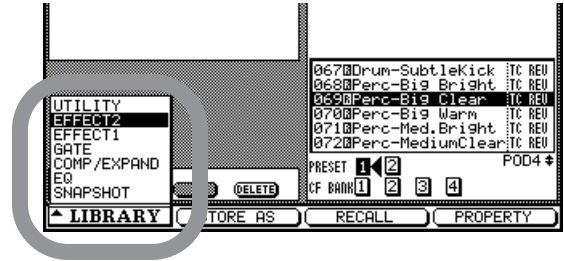 067 Drum-SubtleKick TC REV
068 Perc-Big Bright TC REV
069 Perc-Big Clear TC REV
070 Perc-Big Warm TC REV
071 Perc-Med.Bright TC REV
072 Perc-MediumClear TC REV
UTILITY
EFFECT2
EFFECT1
GATE
COMP/EXPAND
EQ
SNAPSHOT
PRESET 1 2 POD4
DELETE CF BANK 1 2 3 4
LIBRARY TORE AS RECALL PROPERTY